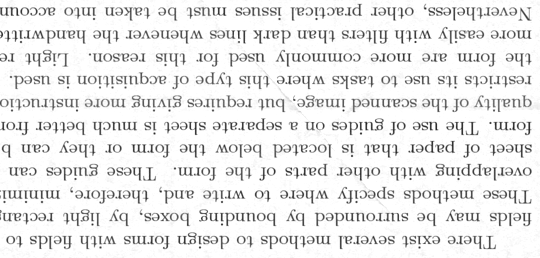 There exist several methods to design forms with fields to
fields may be surrounded by bounding boxes, by light rectang
These methods specify where to write and, therefore, minimi
overlapping with other parts of the form. These guides can
sheet of paper that is located below the form or they can b
form. The use of guides on a separate sheet is much better from
quality of the scanned image, but requires giving more instructio
restricts its use to tasks where this type of acquisition is used.
the form are more commonly used for this reason. Light re
more easily with filters than dark lines whenever the handwritte
Nevertheless, other practical issues must be taken into accoun